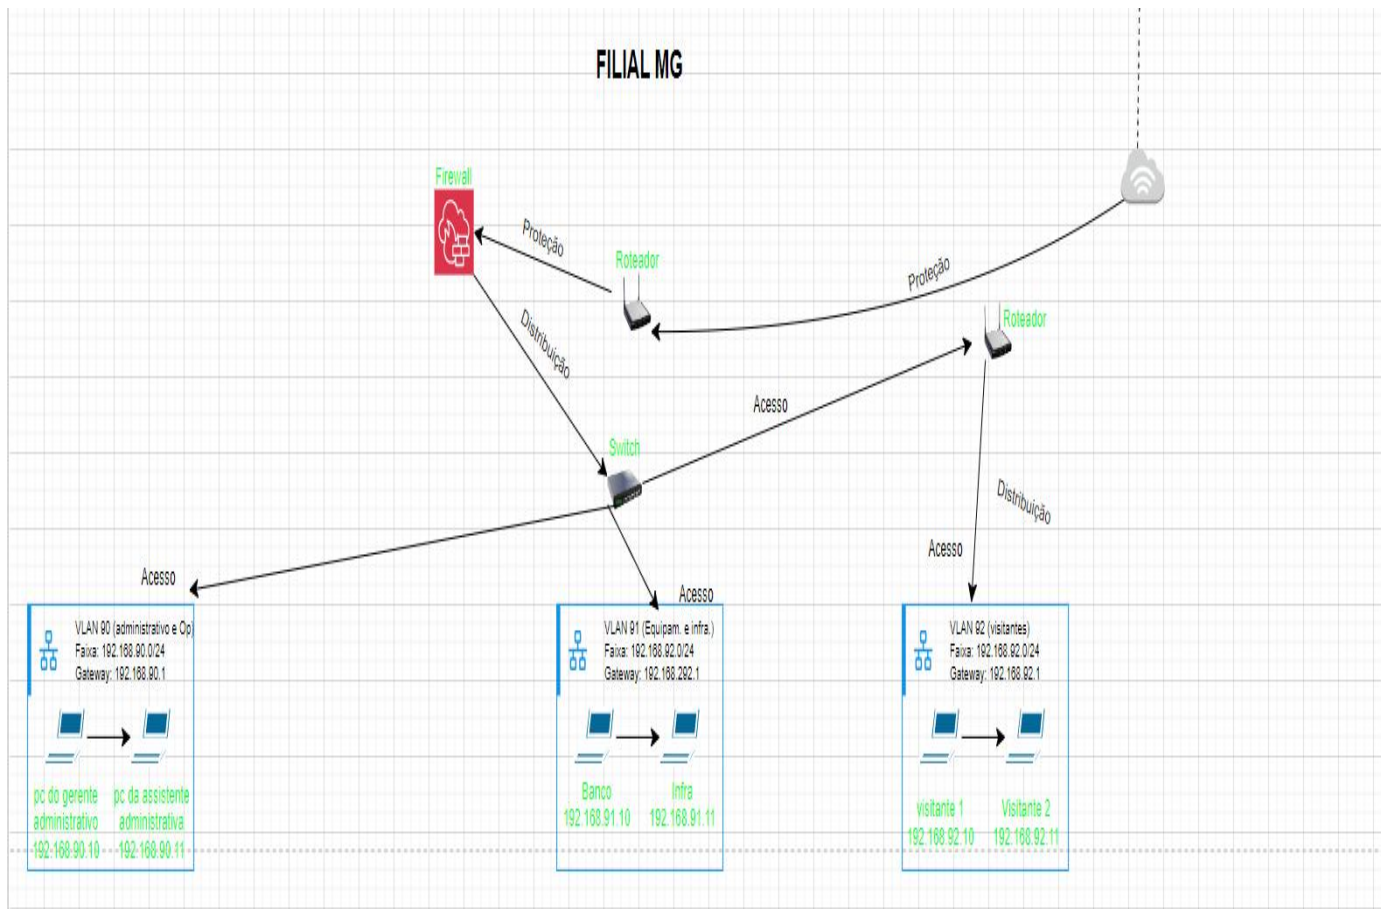 FILIAL MG
Firewall
Proteção
Roteador
Proteção
Roteador
Distribuição
Acesso
Switch
Distribuição
Acesso
Acesso
Acesso
VLAN 90 (administrativo e Op)
Faixa: 192.168.90.0/24
Gateway: 192.168.90.1
pc do gerente
administrativo
192.168.90.10
pc da assistente
administrativa
192.168.90.11
VLAN 91 (Equipam. e infra.)
Faixa: 192.168.92.0/24
Gateway: 192.168.292.1
Banco
192.168.91.10
Infra
192.168.91.11
VLAN 92 (visitantes)
Faixa: 192.168.92.0/24
Gateway: 192.168.92.1
visitante 1
192.168.92.10
Visitante 2
192.168.92.11